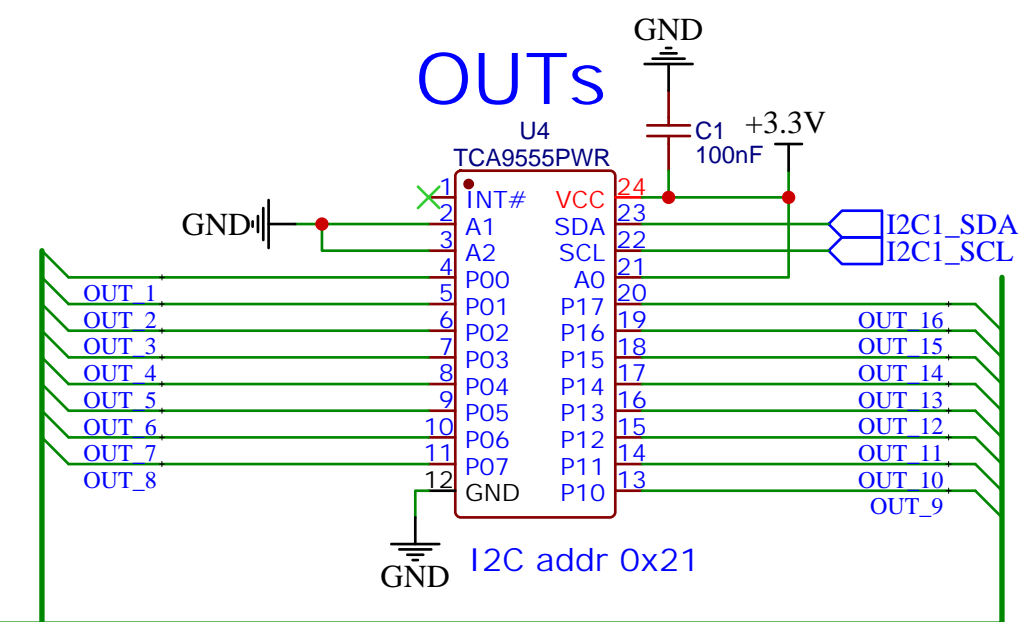 GND
OUTs
C1
+3.3V
100nF
U4
TCA9555PWR
1 INT# VCC 24
GND
2 A1 SDA 23 I2C1_SDA
3 A2 SCL 22 I2C1_SCL
4 P00 A0 21
OUT_1
5 P01 P17 20
OUT_2 OUT_16
6 P02 P16 19
OUT_3 OUT_15
7 P03 P15 18
OUT_4 OUT_14
8 P04 P14 17
OUT_5 OUT_13
9 P05 P13 16
OUT_6 OUT_12
10 P06 P12 15
OUT_7 OUT_11
11 P07 P11 14
OUT_8 OUT_10
12 GND P10 13
OUT_9
GND
I2C addr 0x21